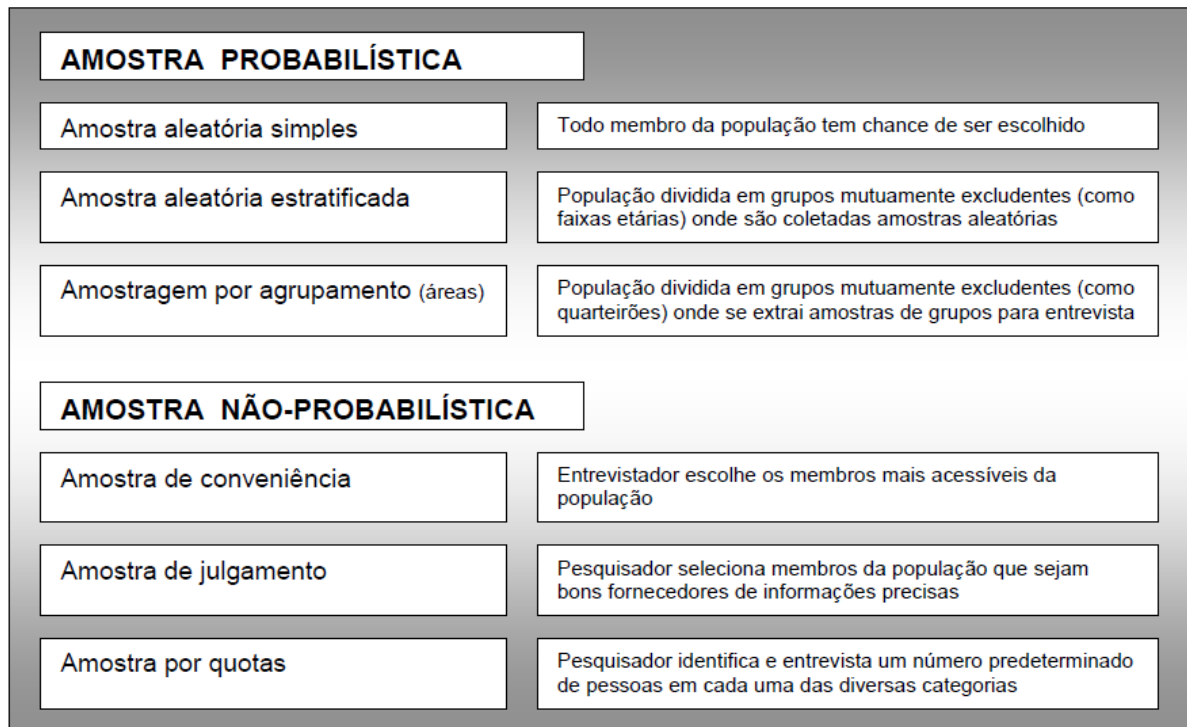 AMOSTRA PROBABILÍSTICA
Amostra aleatória simples
Todo membro da população tem chance de ser escolhido
Amostra aleatória estratificada
População dividida em grupos mutuamente excludentes (como
faixas etárias) onde são coletadas amostras aleatórias
Amostragem por agrupamento (áreas)
População dividida em grupos mutuamente excludentes (como
quarteirões) onde se extrai amostras de grupos para entrevista
AMOSTRA NÃO-PROBABILÍSTICA
Amostra de conveniência
Entrevistador escolhe os membros mais acessíveis da
população
Amostra de julgamento
Pesquisador seleciona membros da população que sejam
bons fornecedores de informações precisas
Amostra por quotas
Pesquisador identifica e entrevista um número predeterminado
de pessoas em cada uma das diversas categorias